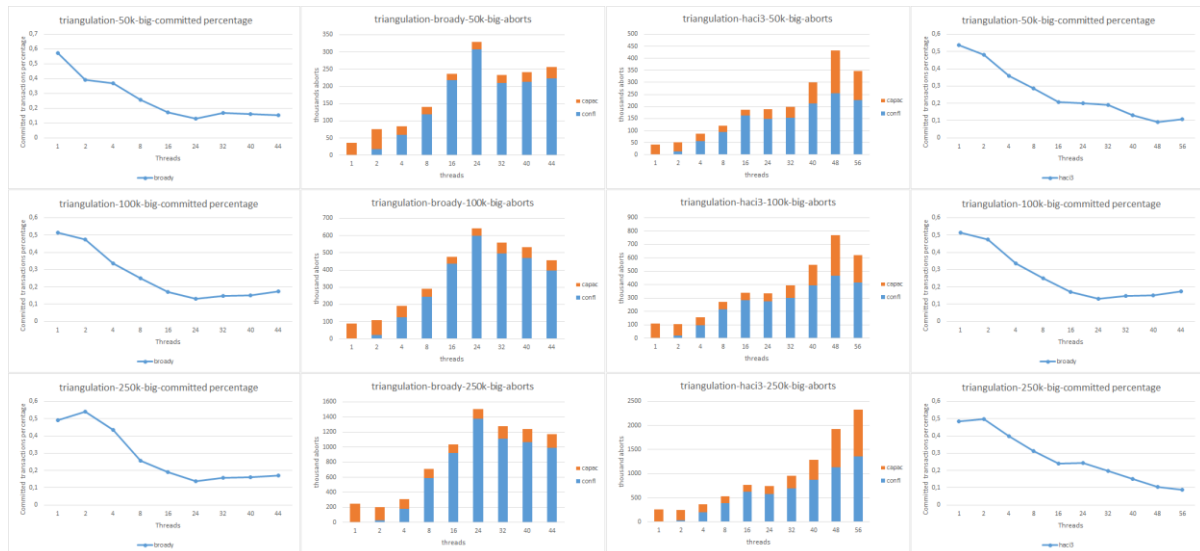 triangulation-50k-big-committed percentage
Committed transactions percentage
0,7
0,6
0,5
0,4
0,3
0,2
0,1
0
1 2 4 8 16 24 32 40 44
Threads
broady
triangulation-broady-50k-big-aborts
thousands aborts
350
300
250
200
150
100
50
0
1 2 4 8 16 24 32 40 44
threads
capac
confl
triangulation-haci3-50k-big-aborts
thousands aborts
500
450
400
350
300
250
200
150
100
50
0
1 2 4 8 16 24 32 40 48 56
threads
capac
confl
triangulation-50k-big-committed percentage
Committed transactions percentage
0,7
0,6
0,5
0,4
0,3
0,2
0,1
0
1 2 4 8 16 24 32 40 48 56
Threads
haci3
triangulation-100k-big-committed percentage
Committed transactions percentage
0,6
0,5
0,4
0,3
0,2
0,1
0
1 2 4 8 16 24 32 40 44
Threads
broady
triangulation-broady-100k-big-aborts
thousand aborts
700
600
500
400
300
200
100
0
1 2 4 8 16 24 32 40 44
threads
capac
confl
triangulation-haci3-100k-big-aborts
thousand aborts
900
800
700
600
500
400
300
200
100
0
1 2 4 8 16 24 32 40 48 56
threads
capac
confl
triangulation-100k-big-committed percentage
Committed transactions percentage
0,6
0,5
0,4
0,3
0,2
0,1
0
1 2 4 8 16 24 32 40 44
Threads
broady
triangulation-250k-big-committed percentage
Committed transactions percentage
0,6
0,5
0,4
0,3
0,2
0,1
0
1 2 4 8 16 24 32 40 44
Threads
broady
triangulation-broady-250k-big-aborts
thousand aborts
1600
1400
1200
1000
800
600
400
200
0
1 2 4 8 16 24 32 40 44
threads
capac
confl
triangulation-haci3-250k-big-aborts
thousand aborts
2500
2000
1500
1000
500
0
1 2 4 8 16 24 32 40 48 56
threads
capac
confl
triangulation-250k-big-committed percentage
Committed transactions percentage
0,6
0,5
0,4
0,3
0,2
0,1
0
1 2 4 8 16 24 32 40 48 56
Threads
haci3